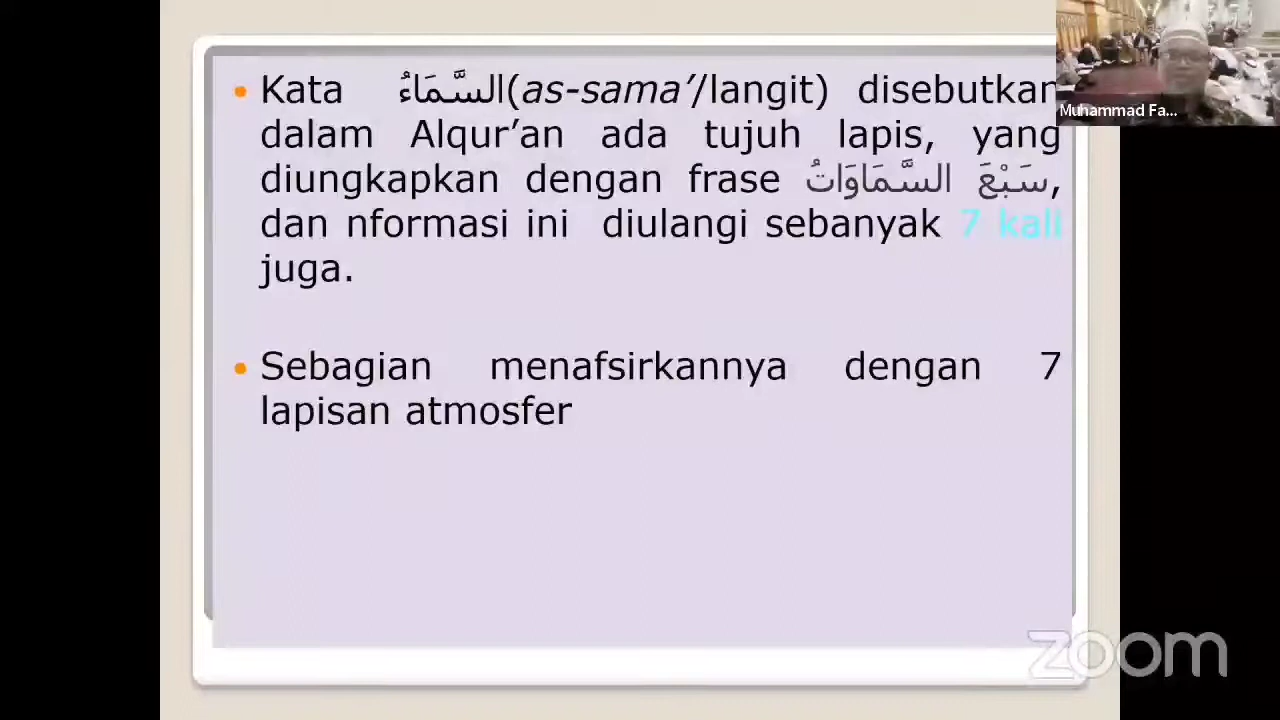 Kata السَّمَاءُ(as-sama’/langit) disebutkan
dalam Alqur’an ada tujuh lapis, yang
diungkapkan dengan frase سَبْعَ السَّمَاوَاتُ,
dan nformasi ini diulangi sebanyak 7 kali
juga.
Sebagian menafsirkannya dengan 7
lapisan atmosfer
Muhammad Fa...
zoom